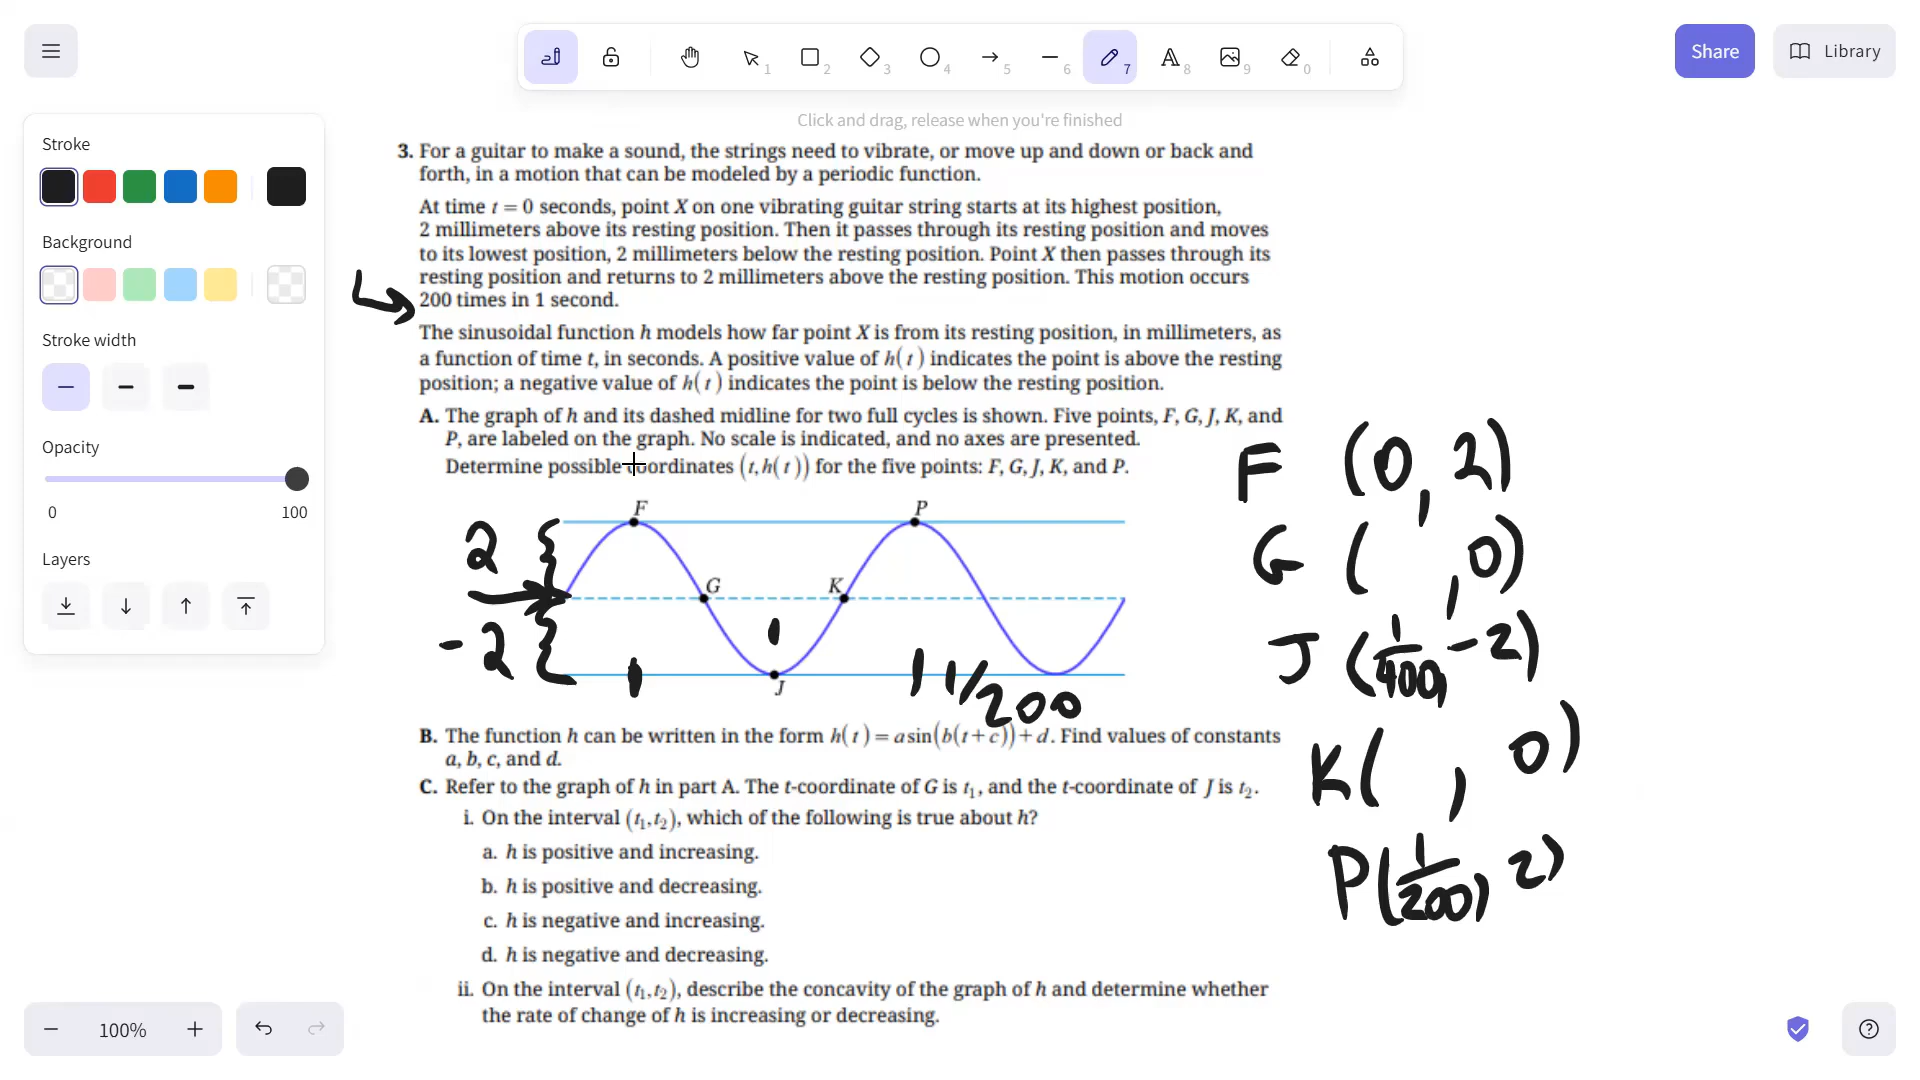 1
2
3
4
5
6
7
8
9
0
Share
Library
Click and drag, release when you're finished
Stroke
Background
Stroke width
Opacity
0
100
Layers
3. For a guitar to make a sound, the strings need to vibrate, or move up and down or back and
forth, in a motion that can be modeled by a periodic function.
At time t = 0 seconds, point X on one vibrating guitar string starts at its highest position,
2 millimeters above its resting position. Then it passes through its resting position and moves
to its lowest position, 2 millimeters below the resting position. Point X then passes through its
resting position and returns to 2 millimeters above the resting position. This motion occurs
200 times in 1 second.
The sinusoidal function h models how far point X is from its resting position, in millimeters, as
a function of time t, in seconds. A positive value of h(t) indicates the point is above the resting
position; a negative value of h(t) indicates the point is below the resting position.
A. The graph of h and its dashed midline for two full cycles is shown. Five points, F, G, J, K, and
P, are labeled on the graph. No scale is indicated, and no axes are presented.
Determine possible coordinates (t, h(t)) for the five points: F, G, J, K, and P.
F
P
G
K
J
2
-2
1/200
F (0, 2)
G (  , 0)
J (1/400, -2)
K (  , 0)
P (1/200, 2)
B. The function h can be written in the form h(t) = a sin(b(t + c)) + d. Find values of constants
a, b, c, and d.
C. Refer to the graph of h in part A. The t-coordinate of G is t₁, and the t-coordinate of J is t₂.
i. On the interval (t₁, t₂), which of the following is true about h?
a. h is positive and increasing.
b. h is positive and decreasing.
c. h is negative and increasing.
d. h is negative and decreasing.
ii. On the interval (t₁, t₂), describe the concavity of the graph of h and determine whether
the rate of change of h is increasing or decreasing.
100%